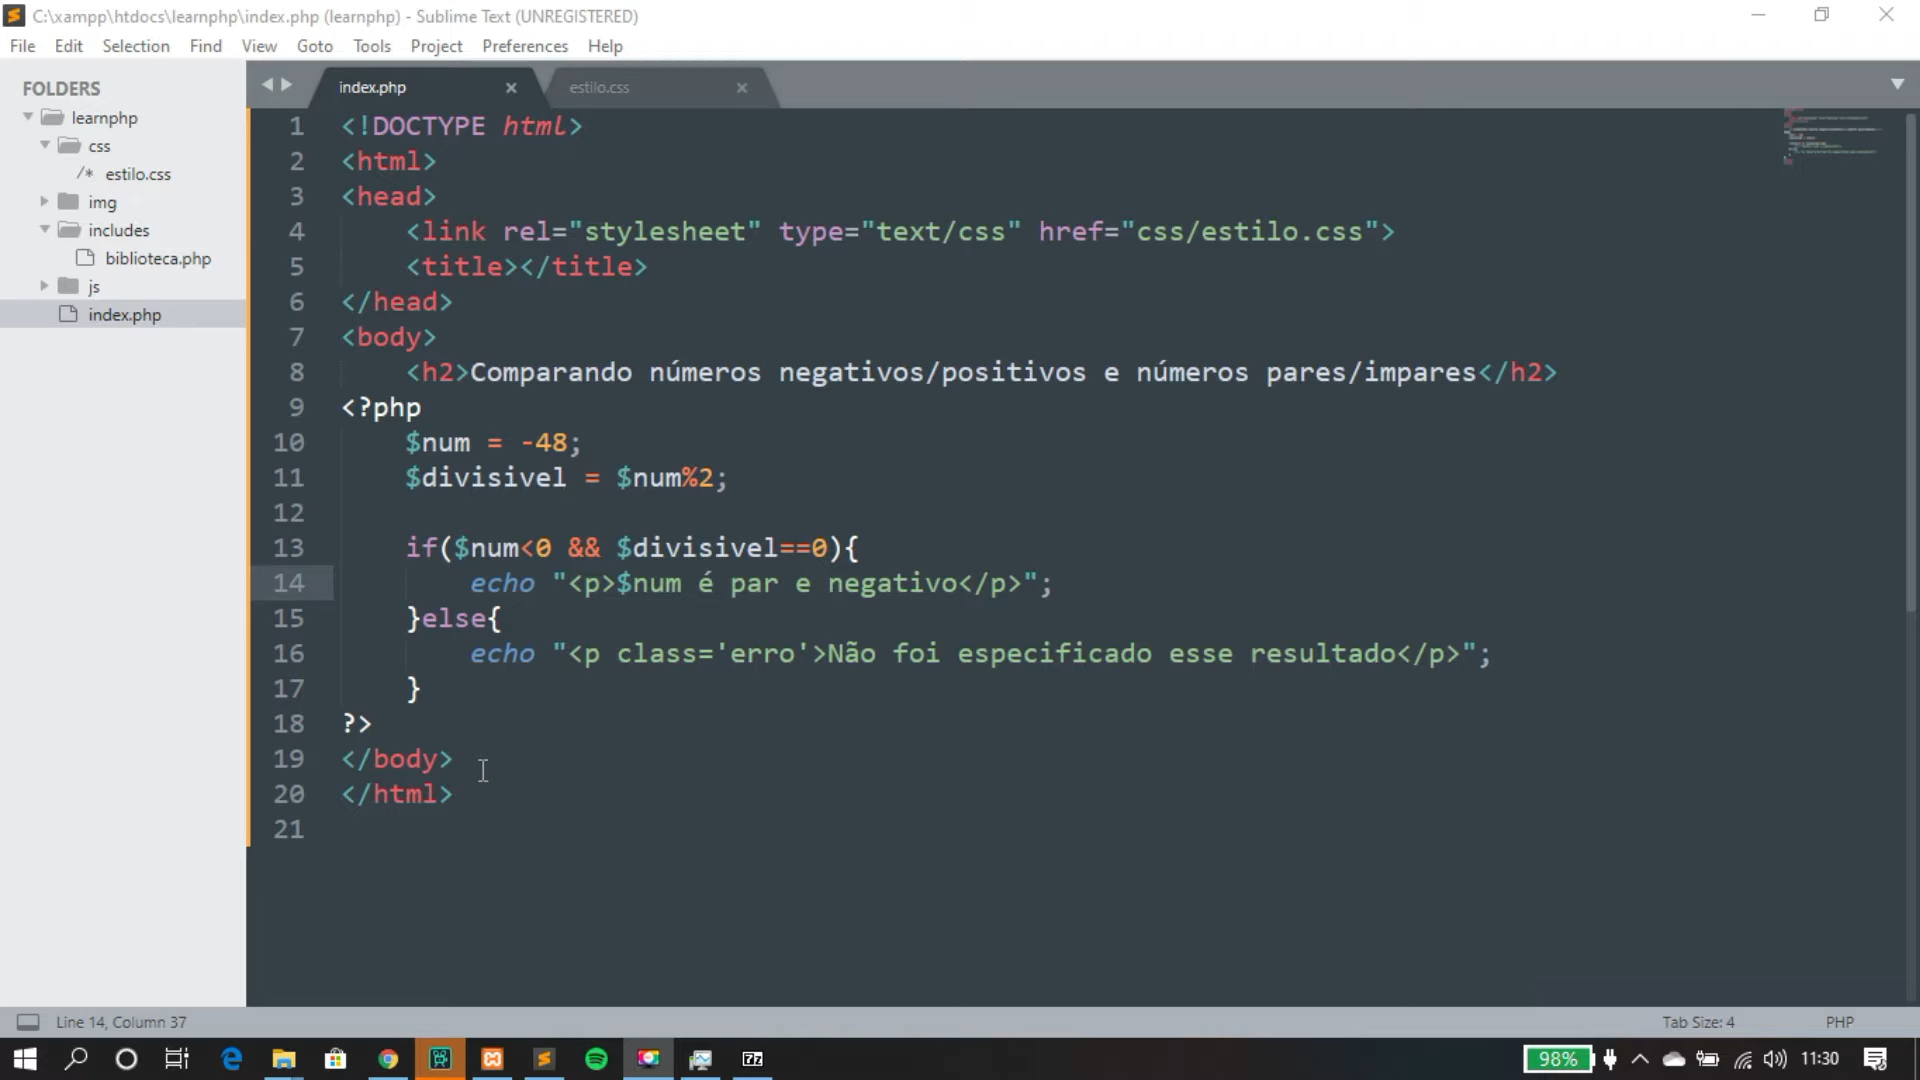 C:\xampp\htdocs\learnphp\index.php (learnphp) - Sublime Text (UNREGISTERED)
File Edit Selection Find View Goto Tools Project Preferences Help
FOLDERS
learnphp
css
/* estilo.css
img
includes
biblioteca.php
js
index.php
index.php estilo.css
1 <!DOCTYPE html>
2 <html>
3 <head>
4 <link rel="stylesheet" type="text/css" href="css/estilo.css">
5 <title></title>
6 </head>
7 <body>
8 <h2>Comparando números negativos/positivos e números pares/impares</h2>
9 <?php
10 $num = -48;
11 $divisivel = $num%2;
12
13 if($num<0 && $divisivel==0){
14 echo "<p>$num é par e negativo</p>";
15 }else{
16 echo "<p class='erro'>Não foi especificado esse resultado</p>";
17 }
18 ?>
19 </body>
20 </html>
21
Line 14, Column 37 Tab Size: 4 PHP
98% 11:30